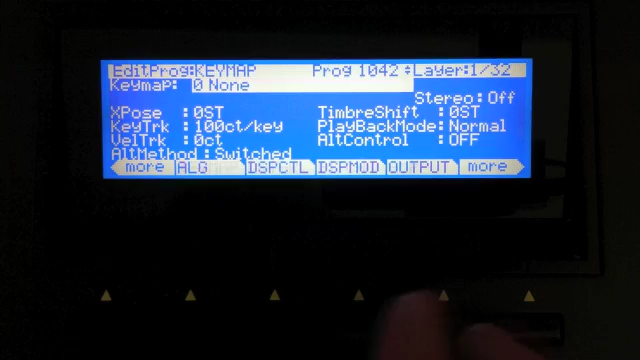 EditProg:KEYMAP Prog 1042 Layer:1/32
Keymap: 0 None
Stereo: Off
XPose : 0ST TimbreShift : 0ST
KeyTrk : 100ct/key PlayBackMode: Normal
VelTrk : 0ct AltControl : OFF
AltMethod : Switched
more ALG DSPCTL DSPMOD OUTPUT more